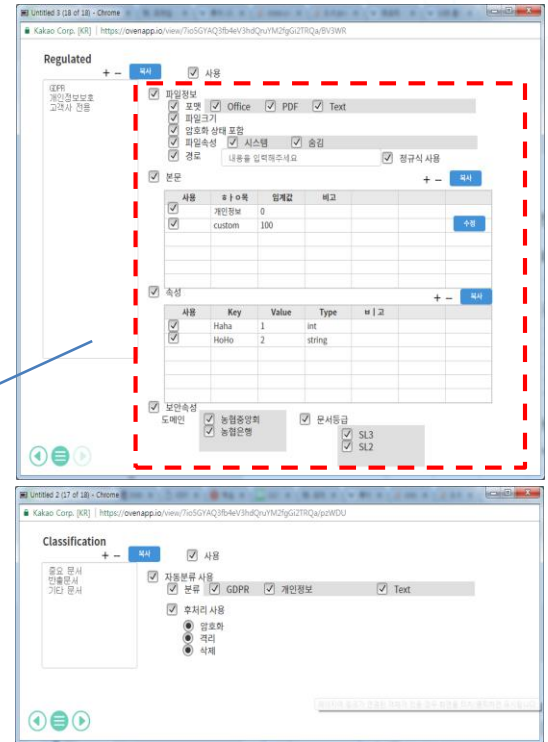 Untitled 3 (18 of 18) - Chrome
Kakao Corp. [KR] | https://ovenapp.io/view/7io5GYAQ3fb4eV3hdQruYM2fgGi2TRQa/BV3WR
Regulated
+ − 복사 사용
GDPR
개인정보보호
고객사 전용
파일정보
포맷 Office PDF Text
파일크기
암호화 상태 포함
파일속성 시스템 숨김
경로 내용을 입력해주세요 정규식 사용
본문 + − 복사
사용 ㅎㅏㅇ목 임계값 비고
개인정보 0
custom 100 수정
속성 + − 복사
사용 Key Value Type ㅂㅣ고
Haha 1 int
HoHo 2 string
보안속성
도메인 농협중앙회 문서등급
농협은행 SL3
SL2
Untitled 2 (17 of 18) - Chrome
Kakao Corp. [KR] | https://ovenapp.io/view/7io5GYAQ3fb4eV3hdQruYM2fgGi2TRQa/pzWDU
Classification
+ − 복사 사용
중요 문서
반출문서
기타 문서
자동분류 사용
분류 GDPR 개인정보 Text
후처리 사용
암호화
격리
삭제